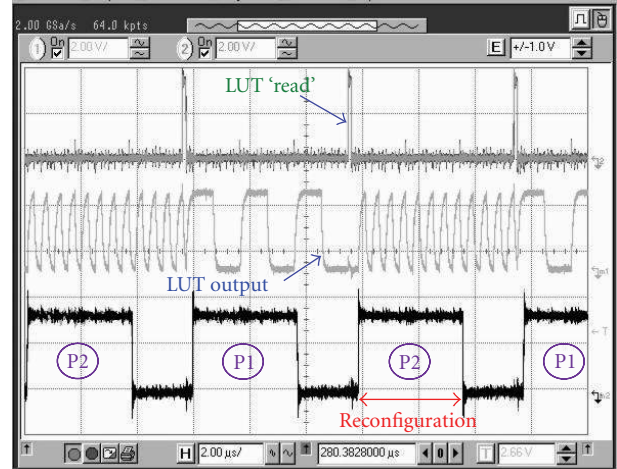 2.00 GSa/s 64.0 kpts
1) On 2.00 V/
2) On 2.00 V/
E +/-1.0 V
LUT ‘read’
LUT output
P2 P1 P2 P1
Reconfiguration
H 2.00 µs/ 280.3828000 µs 0 T 2.66 V